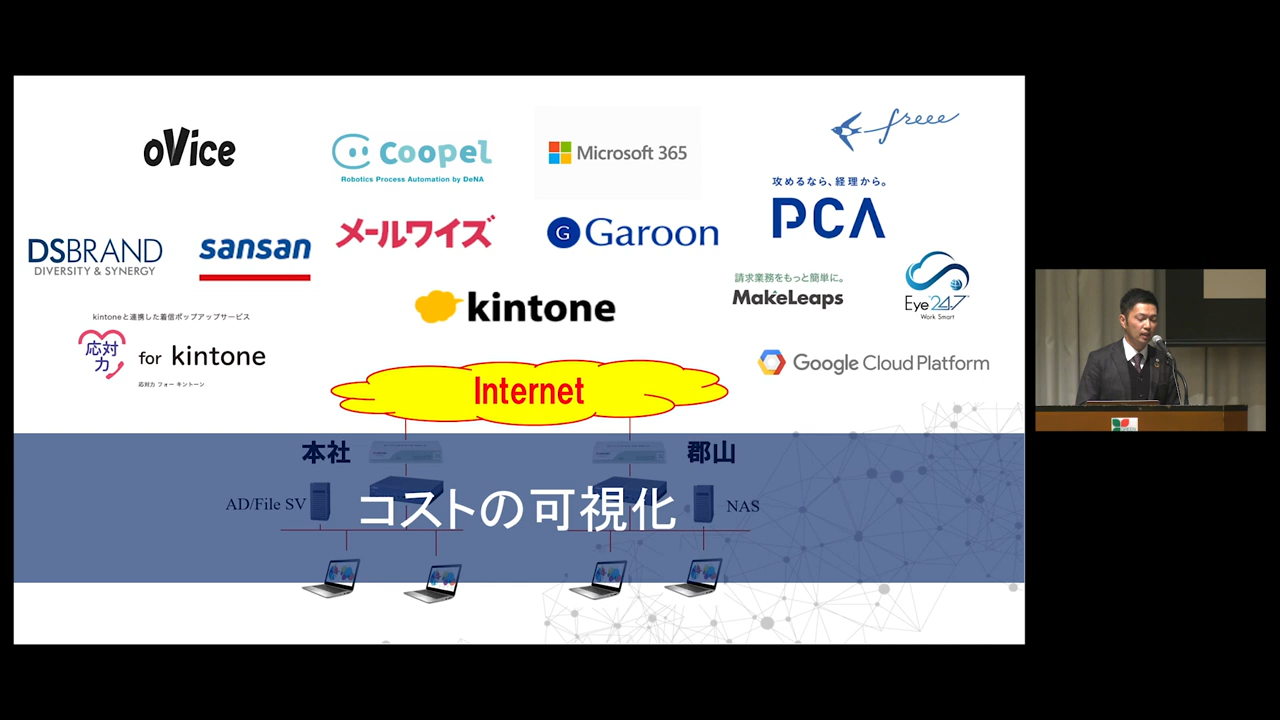 oVice
Coopel
Robotics Process Automation by DeNA
Microsoft 365
freee
攻めるなら、経理から。
PCA
DSBRAND
DIVERSITY & SYNERGY
sansan
メールワイズ
G Garoon
請求業務をもっと簡単に。
MakeLeaps
Eye"247"
Work Smart
kintone
kintoneと連携した着信ポップアップサービス
応対力 for kintone
応対力 フォー キントーン
Google Cloud Platform
Internet
本社
郡山
AD/File SV
コストの可視化
NAS